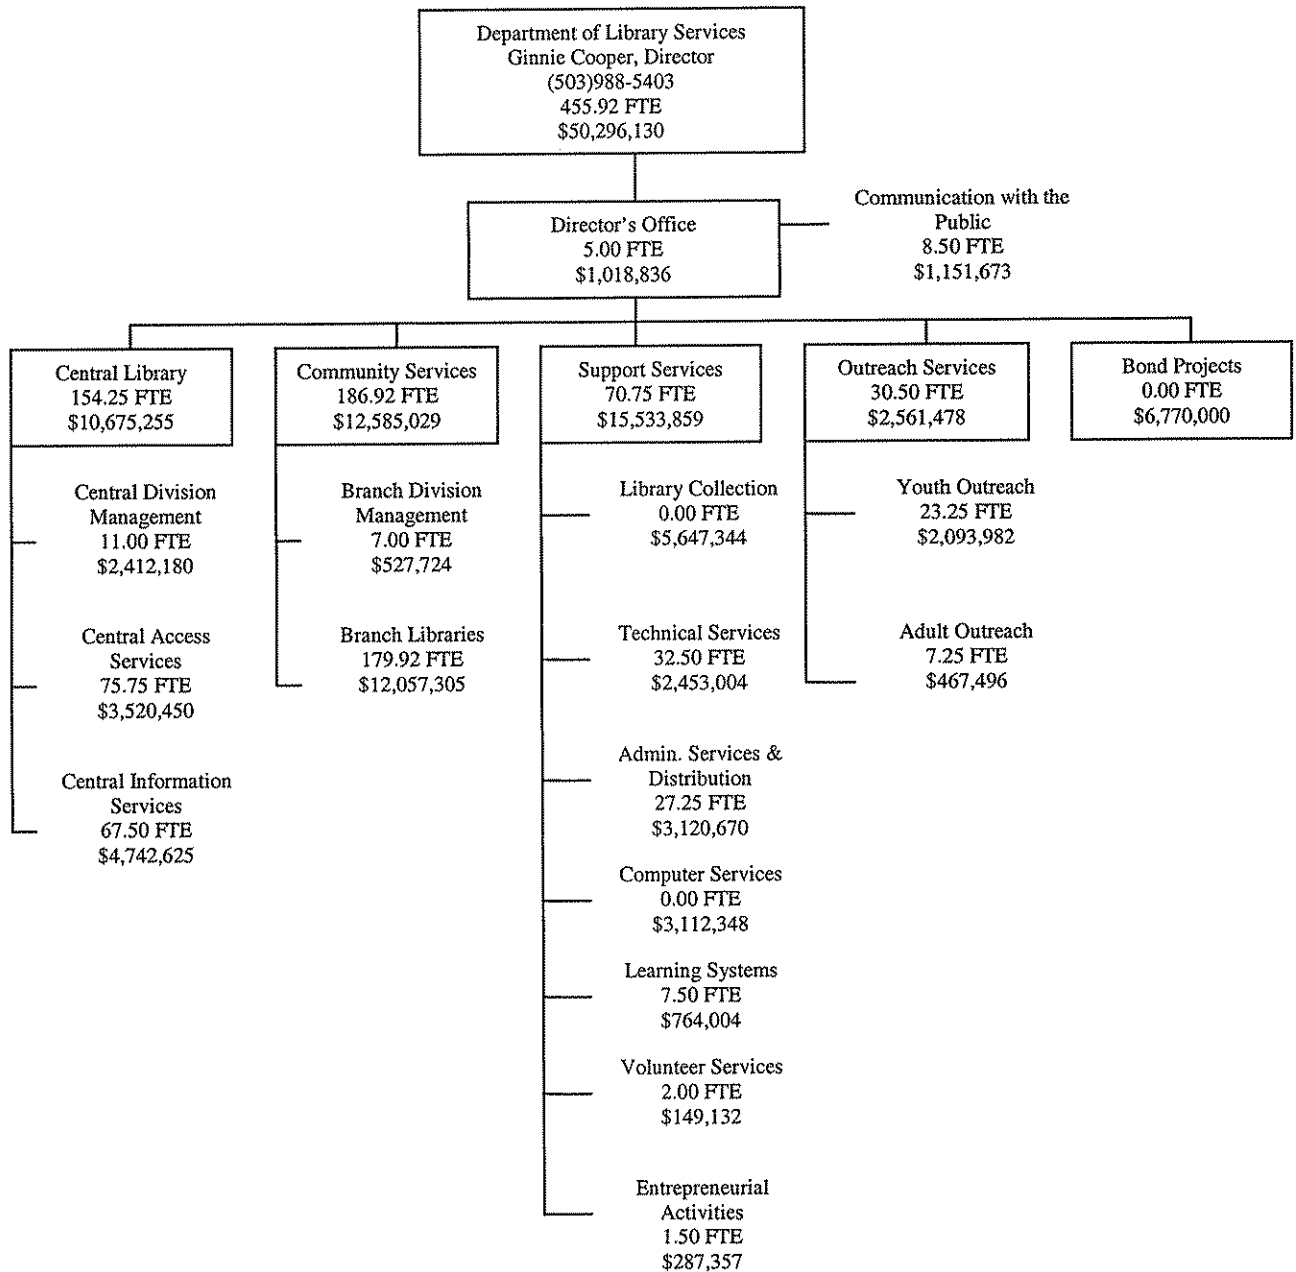 Department of Library Services
Ginnie Cooper, Director
(503)988-5403
455.92 FTE
$50,296,130
Director's Office
5.00 FTE
$1,018,836
Communication with the
Public
8.50 FTE
$1,151,673
Central Library
154.25 FTE
$10,675,255
Central Division
Management
11.00 FTE
$2,412,180
Central Access
Services
75.75 FTE
$3,520,450
Central Information
Services
67.50 FTE
$4,742,625
Community Services
186.92 FTE
$12,585,029
Branch Division
Management
7.00 FTE
$527,724
Branch Libraries
179.92 FTE
$12,057,305
Support Services
70.75 FTE
$15,533,859
Library Collection
0.00 FTE
$5,647,344
Technical Services
32.50 FTE
$2,453,004
Admin. Services &
Distribution
27.25 FTE
$3,120,670
Computer Services
0.00 FTE
$3,112,348
Learning Systems
7.50 FTE
$764,004
Volunteer Services
2.00 FTE
$149,132
Entrepreneurial
Activities
1.50 FTE
$287,357
Outreach Services
30.50 FTE
$2,561,478
Youth Outreach
23.25 FTE
$2,093,982
Adult Outreach
7.25 FTE
$467,496
Bond Projects
0.00 FTE
$6,770,000